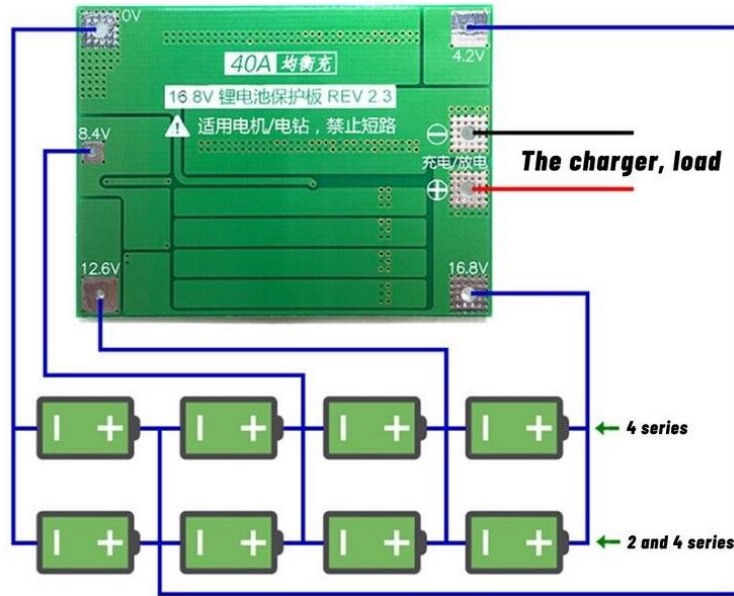 0V
4.2V
40A 均衡充
16.8V 锂电池保护板 REV 2.3
适用电机/电钻，禁止短路
8.4V
充电/放电
The charger, load
12.6V
16.8V
4 series
2 and 4 series